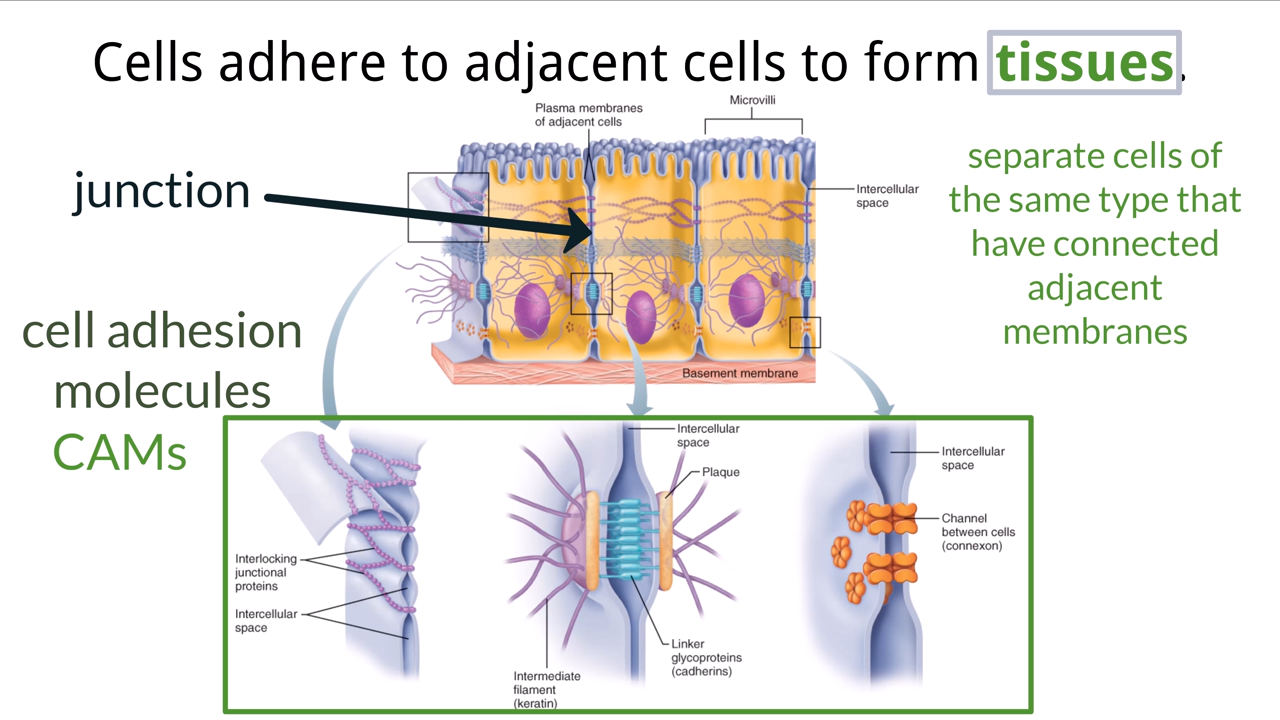 Cells adhere to adjacent cells to form tissues.
Plasma membranes
of adjacent cells
Microvilli
Intercellular
space
junction
separate cells of
the same type that
have connected
adjacent
membranes
cell adhesion
molecules
CAMs
Basement membrane
Interlocking
junctional
proteins
Intercellular
space
Intercellular
space
Plaque
Linker
glycoproteins
(cadherins)
Intermediate
filament
(keratin)
Intercellular
space
Channel
between cells
(connexon)